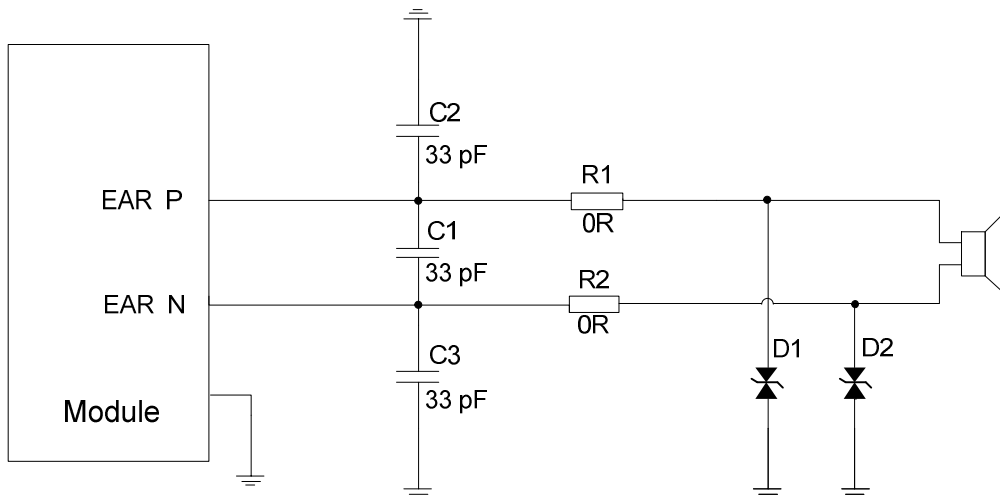 C2
33 pF
R1
EAR P
0R
C1
33 pF
R2
EAR N
0R
C3
D1
D2
33 pF
Module